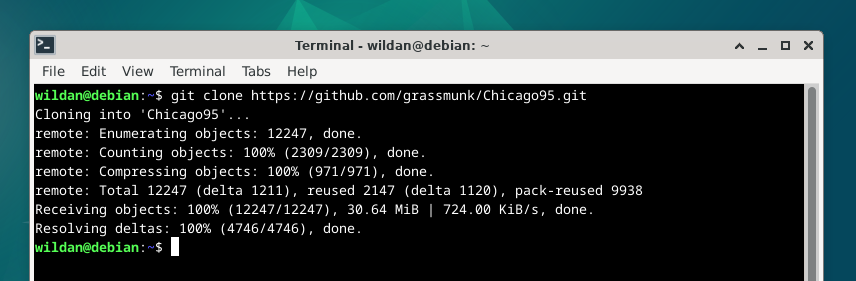 Terminal - wildan@debian: ~
File Edit View Terminal Tabs Help
wildan@debian:~$ git clone https://github.com/grassmunk/Chicago95.git
Cloning into 'Chicago95'...
remote: Enumerating objects: 12247, done.
remote: Counting objects: 100% (2309/2309), done.
remote: Compressing objects: 100% (971/971), done.
remote: Total 12247 (delta 1211), reused 2147 (delta 1120), pack-reused 9938
Receiving objects: 100% (12247/12247), 30.64 MiB | 724.00 KiB/s, done.
Resolving deltas: 100% (4746/4746), done.
wildan@debian:~$